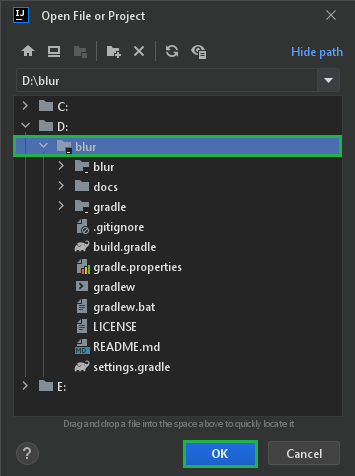 IJ Open File or Project
Hide path
D:\blur
C:
D:
blur
blur
docs
gradle
.gitignore
build.gradle
gradle.properties
gradlew
gradlew.bat
LICENSE
MD README.md
settings.gradle
E:
Drag and drop a file into the space above to quickly locate it
? OK Cancel